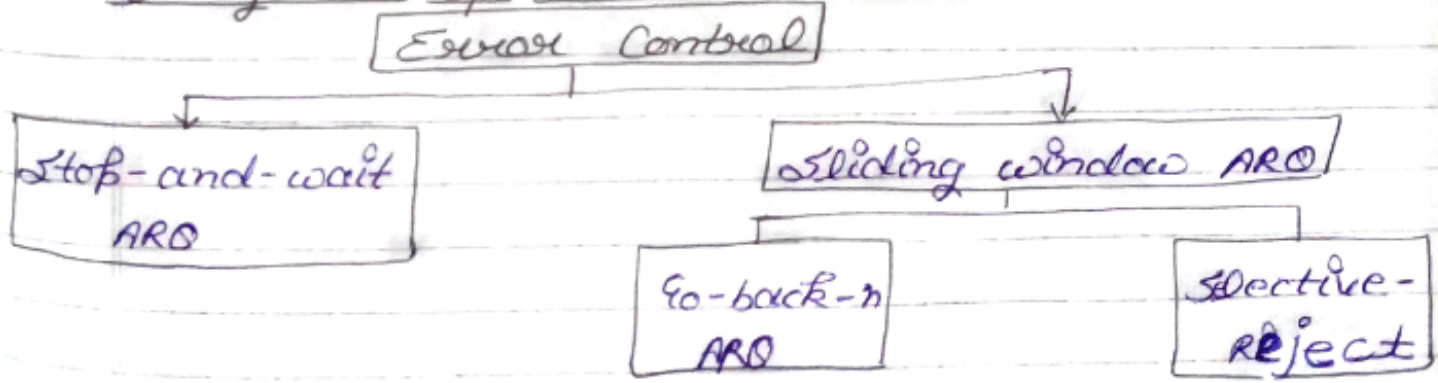 Error Control
Stop-and-wait
ARQ
Sliding window ARQ
Go-back-n
ARQ
Selective-
Reject